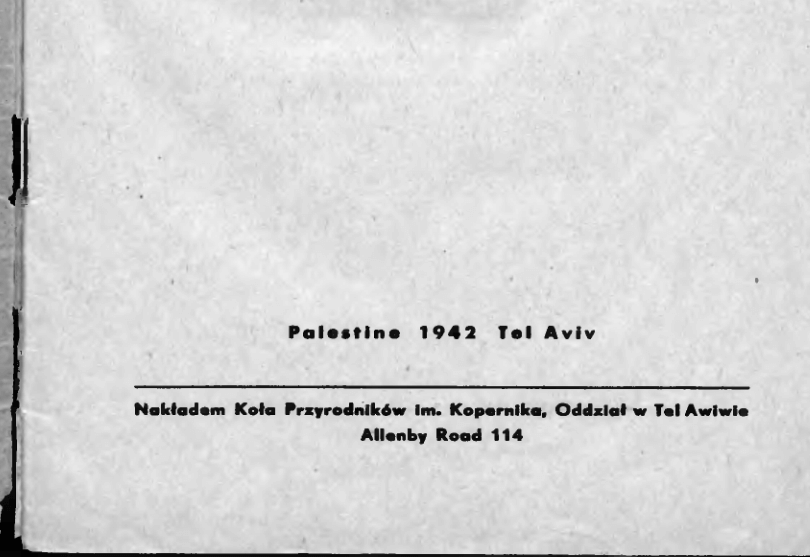 Palestine 1942 Tel Aviv
Nakładem Koła Przyrodników im. Kopernika, Oddział w Tel Awiwie
Allenby Road 114